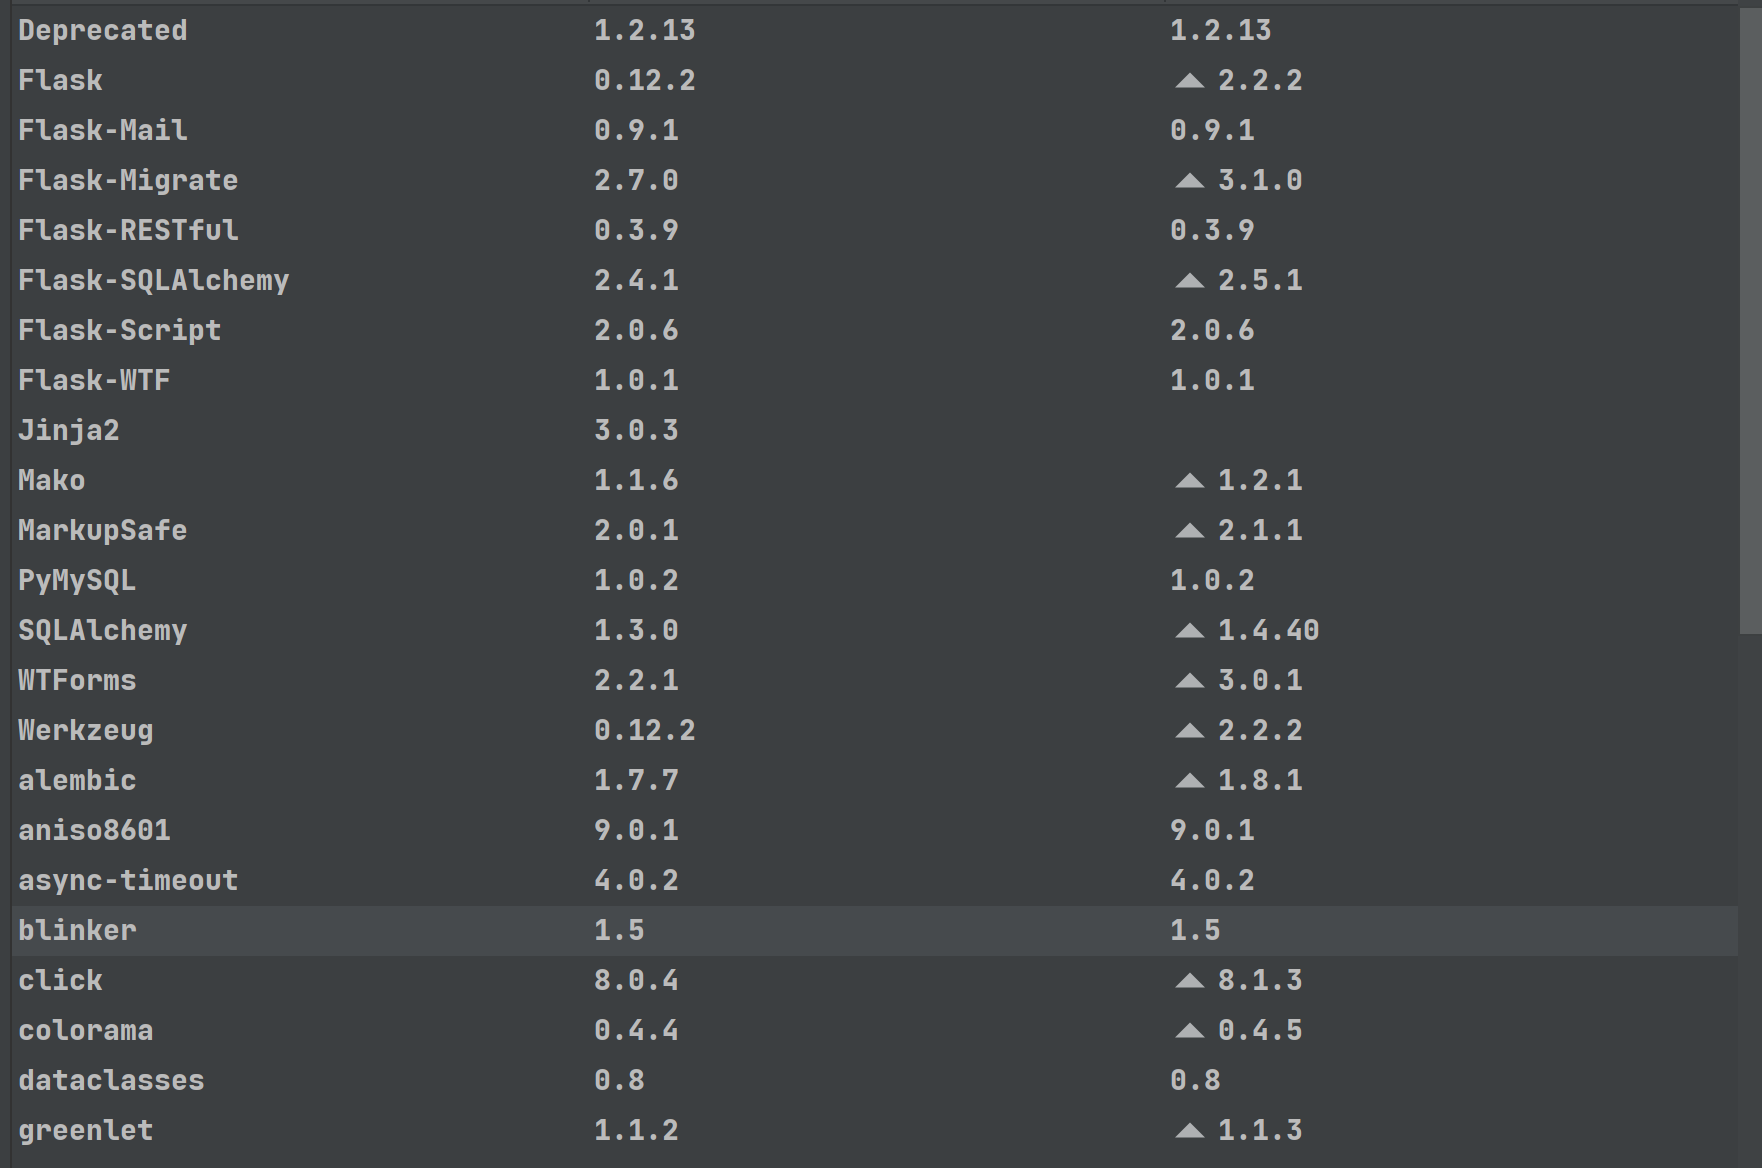 Deprecated 1.2.13 1.2.13
Flask 0.12.2 2.2.2
Flask-Mail 0.9.1 0.9.1
Flask-Migrate 2.7.0 3.1.0
Flask-RESTful 0.3.9 0.3.9
Flask-SQLAlchemy 2.4.1 2.5.1
Flask-Script 2.0.6 2.0.6
Flask-WTF 1.0.1 1.0.1
Jinja2 3.0.3
Mako 1.1.6 1.2.1
MarkupSafe 2.0.1 2.1.1
PyMySQL 1.0.2 1.0.2
SQLAlchemy 1.3.0 1.4.40
WTForms 2.2.1 3.0.1
Werkzeug 0.12.2 2.2.2
alembic 1.7.7 1.8.1
aniso8601 9.0.1 9.0.1
async-timeout 4.0.2 4.0.2
blinker 1.5 1.5
click 8.0.4 8.1.3
colorama 0.4.4 0.4.5
dataclasses 0.8 0.8
greenlet 1.1.2 1.1.3